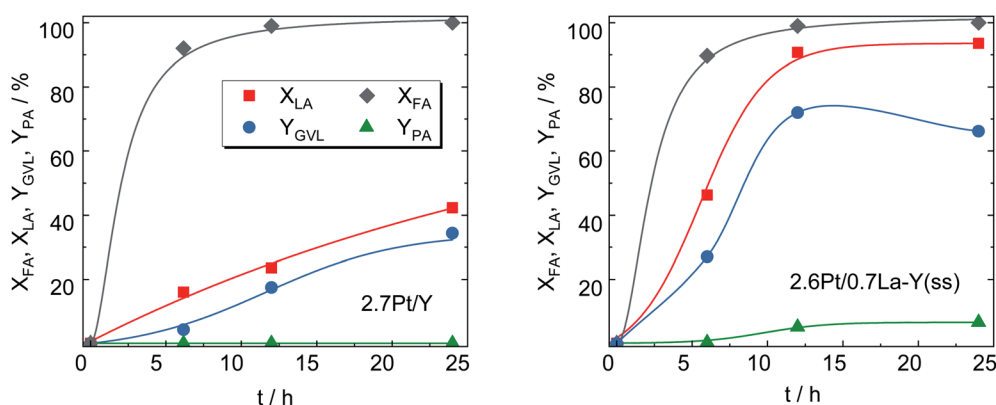 X_FA, X_LA, Y_GVL, Y_PA / %
100
80
60
40
20
0 5 10 15 20 25
t / h
X_LA X_FA
Y_GVL Y_PA
2.7Pt/Y
X_FA, X_LA, Y_GVL, Y_PA / %
100
80
60
40
20
0 5 10 15 20 25
t / h
2.6Pt/0.7La-Y(ss)